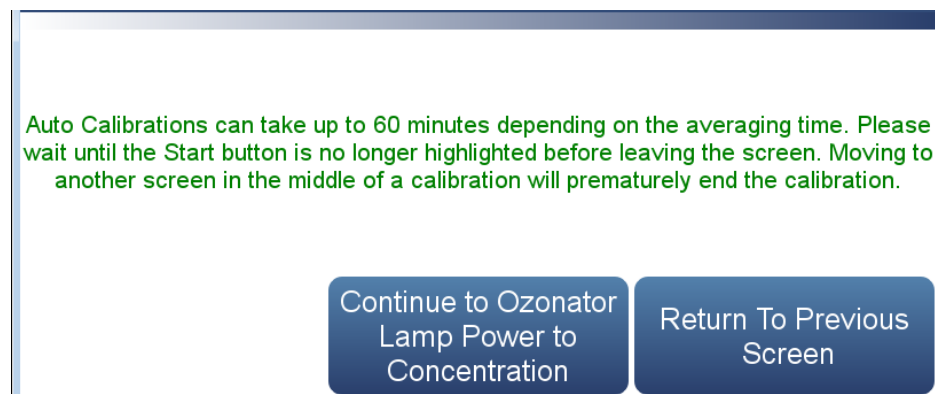 Auto Calibrations can take up to 60 minutes depending on the averaging time. Please
wait until the Start button is no longer highlighted before leaving the screen. Moving to
another screen in the middle of a calibration will prematurely end the calibration.
Continue to Ozonator
Lamp Power to
Concentration
Return To Previous
Screen